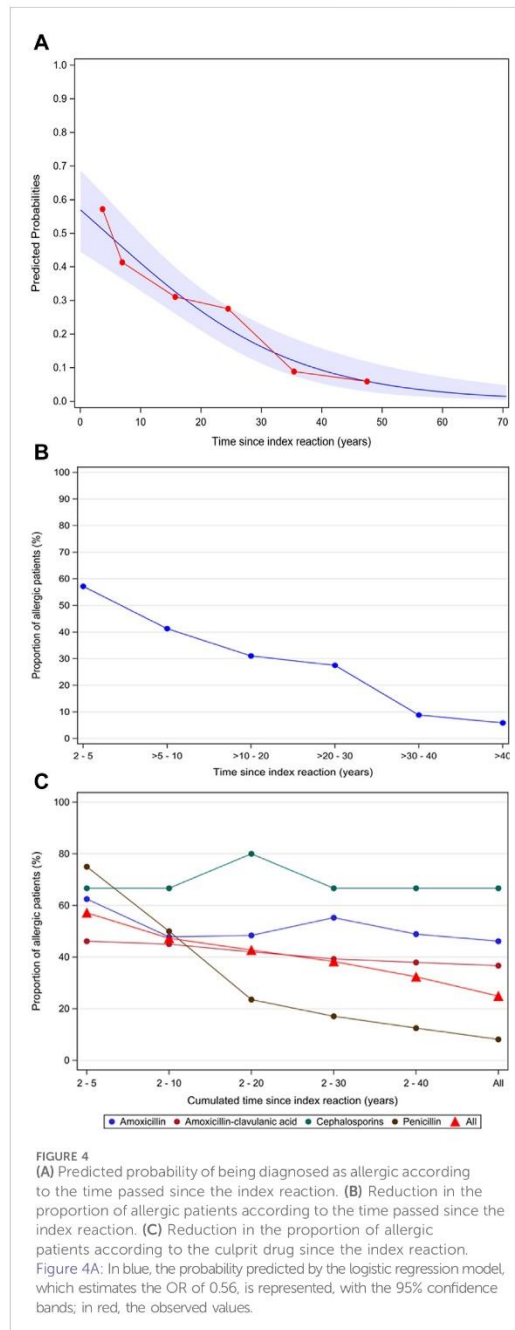 A
1.0
0.9
0.8
0.7
0.6
0.5
0.4
0.3
0.2
0.1
0.0
Predicted Probabilities
0 10 20 30 40 50 60 70
Time since index reaction (years)
B
100
90
80
70
60
50
40
30
20
10
0
Proportion of allergic patients (%)
2 - 5 >5 - 10 >10 - 20 >20 - 30 >30 - 40 >40
Time since index reaction (years)
C
100
80
60
40
20
0
Proportion of allergic patients (%)
2 - 5 2 - 10 2 - 20 2 - 30 2 - 40 All
Cumulated time since index reaction (years)
Amoxicillin Amoxicillin-clavulanic acid Cephalosporins Penicillin All
FIGURE 4
(A) Predicted probability of being diagnosed as allergic according
to the time passed since the index reaction. (B) Reduction in the
proportion of allergic patients according to the time passed since the
index reaction. (C) Reduction in the proportion of allergic
patients according to the culprit drug since the index reaction.
Figure 4A: In blue, the probability predicted by the logistic regression model,
which estimates the OR of 0.56, is represented, with the 95% confidence
bands; in red, the observed values.